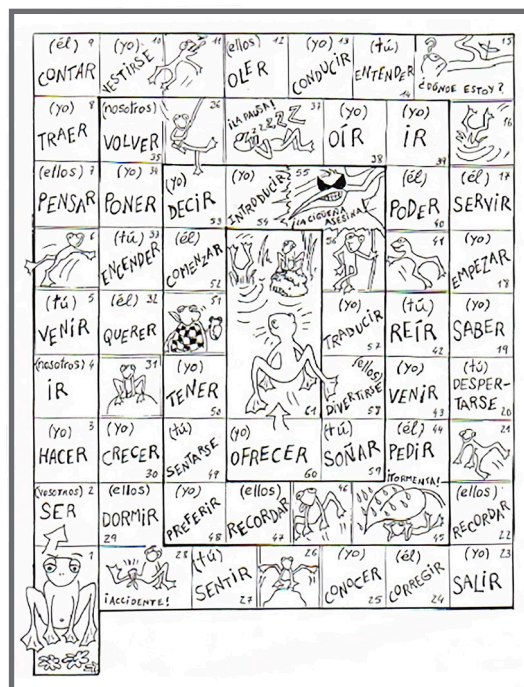 (él) 9
CONTAR
(yo) 10
VESTIRSE
11
(ellos) 12
OLER
(yo) 13
CONDUCIR
(tú)
ENTENDER
14
15
¿DÓNDE ESTOY?
(yo) 8
TRAER
(nosotros)
VOLVER
35
36
¡LA PAUSA! 37
ZZZZZZ
(yo)
OÍR
38
(yo)
IR
39
16
(ellos) 7
PENSAR
(yo) 34
PONER
(yo)
DECIR
53
(yo)
INTRODUCIR
54
55
¡LA CIGÜEÑA
ASESINA!
(él)
PODER
40
(él) 17
SERVIR
6
(tú) 33
ENCENDER
(él)
COMENZAR
52
56
41
(yo)
EMPEZAR
18
(tú) 5
VENIR
(él) 32
QUERER
51
(yo)
TRADUCIR
57
(tú)
REÍR
42
(yo)
SABER
19
(nosotros) 4
IR
31
(yo)
TENER
50
61
(ellos)
DIVERTIRSE
58
(yo)
VENIR
43
(tú)
DESPER-
TARSE
20
(yo) 3
HACER
(yo)
CRECER
30
(tú)
SENTARSE
49
(yo)
OFRECER
60
(tú)
SOÑAR
59
(él) 44
PEDIR
21
(vosotros) 2
SER
(ellos)
DORMIR
29
(yo)
PREFERIR
48
(ellos)
RECORDAR
47
46
¡TORMENSA!
45
(ellos)
RECORDAR
22
1
28
¡ACCIDENTE!
(tú)
SENTIR
27
26
(yo)
CONOCER
25
(él)
CORREGIR
24
(yo) 23
SALIR